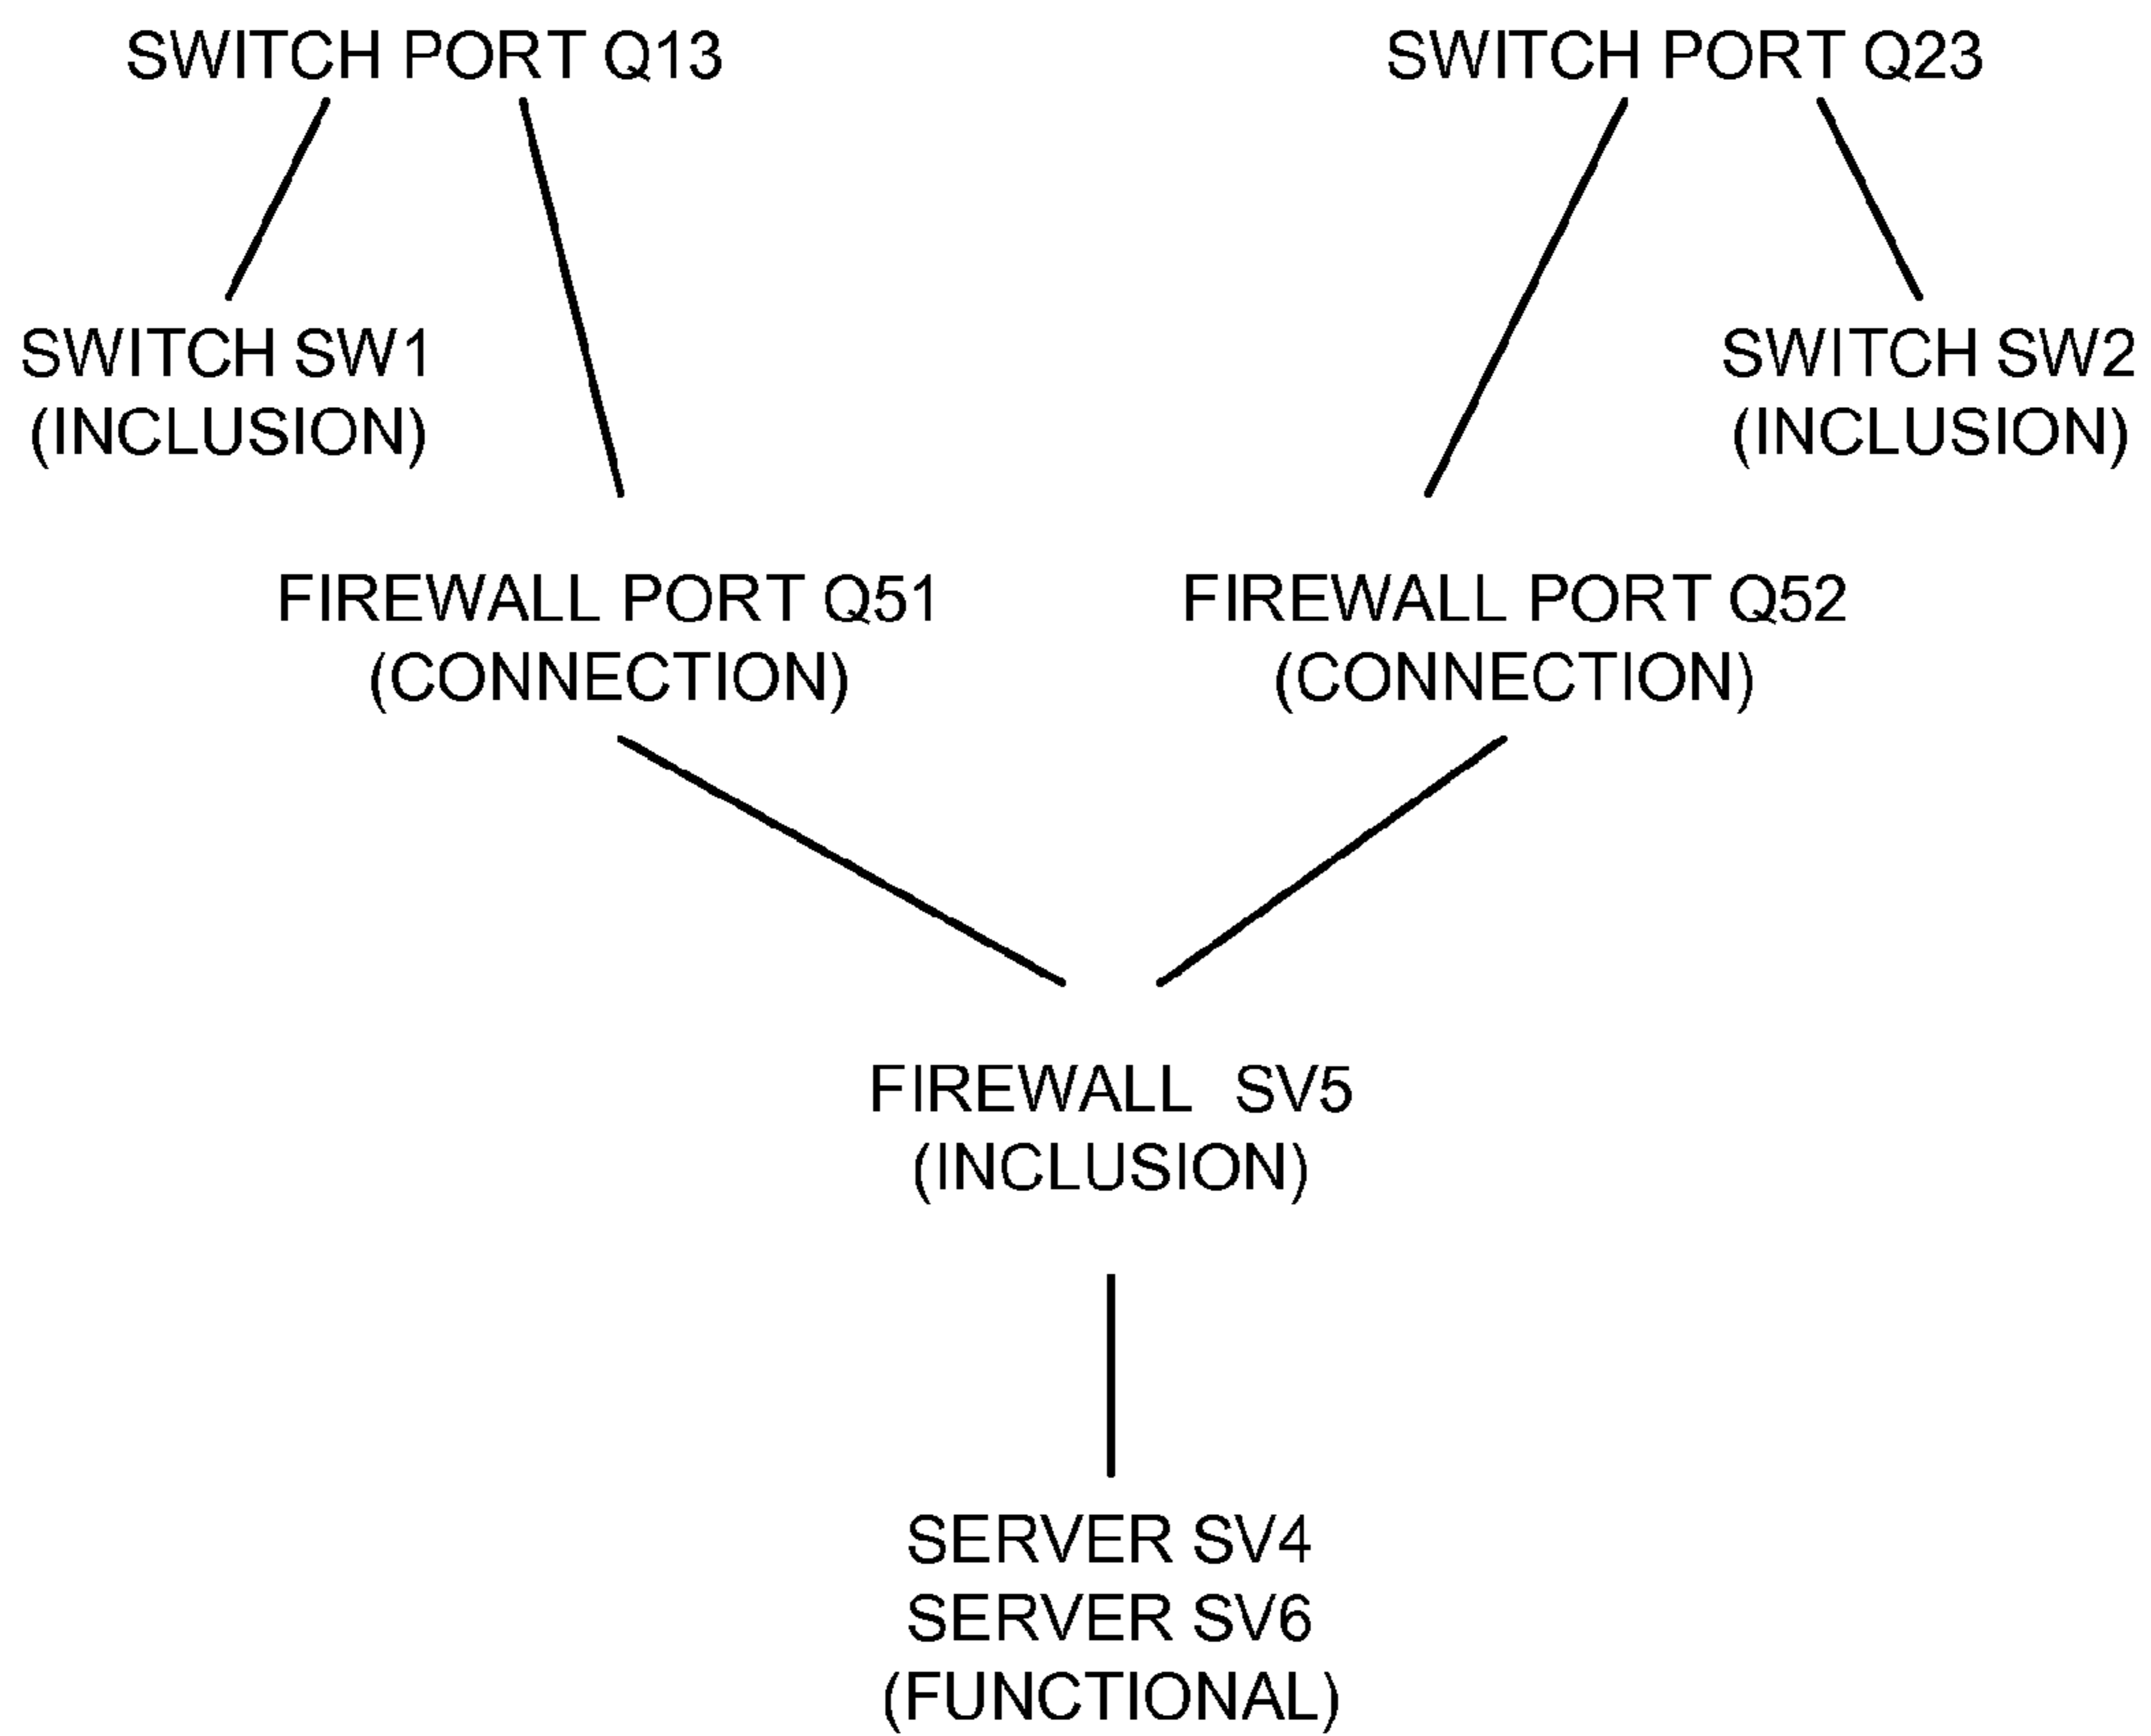 SWITCH PORT Q13
SWITCH PORT Q23
SWITCH SW1
(INCLUSION)
SWITCH SW2
(INCLUSION)
FIREWALL PORT Q51
(CONNECTION)
FIREWALL PORT Q52
(CONNECTION)
FIREWALL SV5
(INCLUSION)
SERVER SV4
SERVER SV6
(FUNCTIONAL)